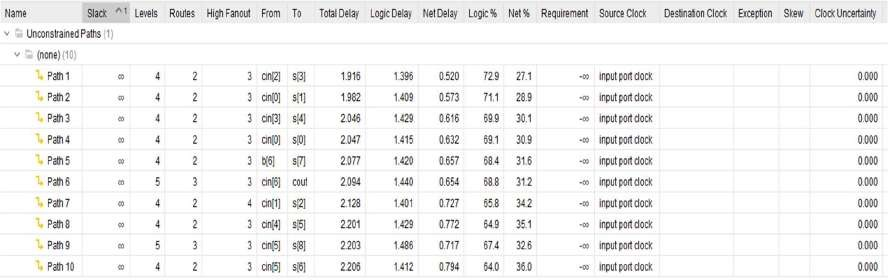 Name Slack ^1 Levels Routes High Fanout From To Total Delay Logic Delay Net Delay Logic % Net % Requirement Source Clock Destination Clock Exception Skew Clock Uncertainty
Unconstrained Paths (1)
(none) (10)
Path 1 ∞ 4 2 3 cin[2] s[3] 1.916 1.396 0.520 72.9 27.1 -∞ input port clock 0.000
Path 2 ∞ 4 2 3 cin[0] s[1] 1.982 1.409 0.573 71.1 28.9 -∞ input port clock 0.000
Path 3 ∞ 4 2 3 cin[3] s[4] 2.046 1.429 0.616 69.9 30.1 -∞ input port clock 0.000
Path 4 ∞ 4 2 3 cin[0] s[0] 2.047 1.415 0.632 69.1 30.9 -∞ input port clock 0.000
Path 5 ∞ 4 2 3 b[6] s[7] 2.077 1.420 0.657 68.4 31.6 -∞ input port clock 0.000
Path 6 ∞ 5 3 3 cin[6] cout 2.094 1.440 0.654 68.8 31.2 -∞ input port clock 0.000
Path 7 ∞ 4 2 4 cin[1] s[2] 2.128 1.401 0.727 65.8 34.2 -∞ input port clock 0.000
Path 8 ∞ 4 2 3 cin[4] s[5] 2.201 1.429 0.772 64.9 35.1 -∞ input port clock 0.000
Path 9 ∞ 5 3 3 cin[5] s[8] 2.203 1.486 0.717 67.4 32.6 -∞ input port clock 0.000
Path 10 ∞ 4 2 3 cin[5] s[6] 2.206 1.412 0.794 64.0 36.0 -∞ input port clock 0.000